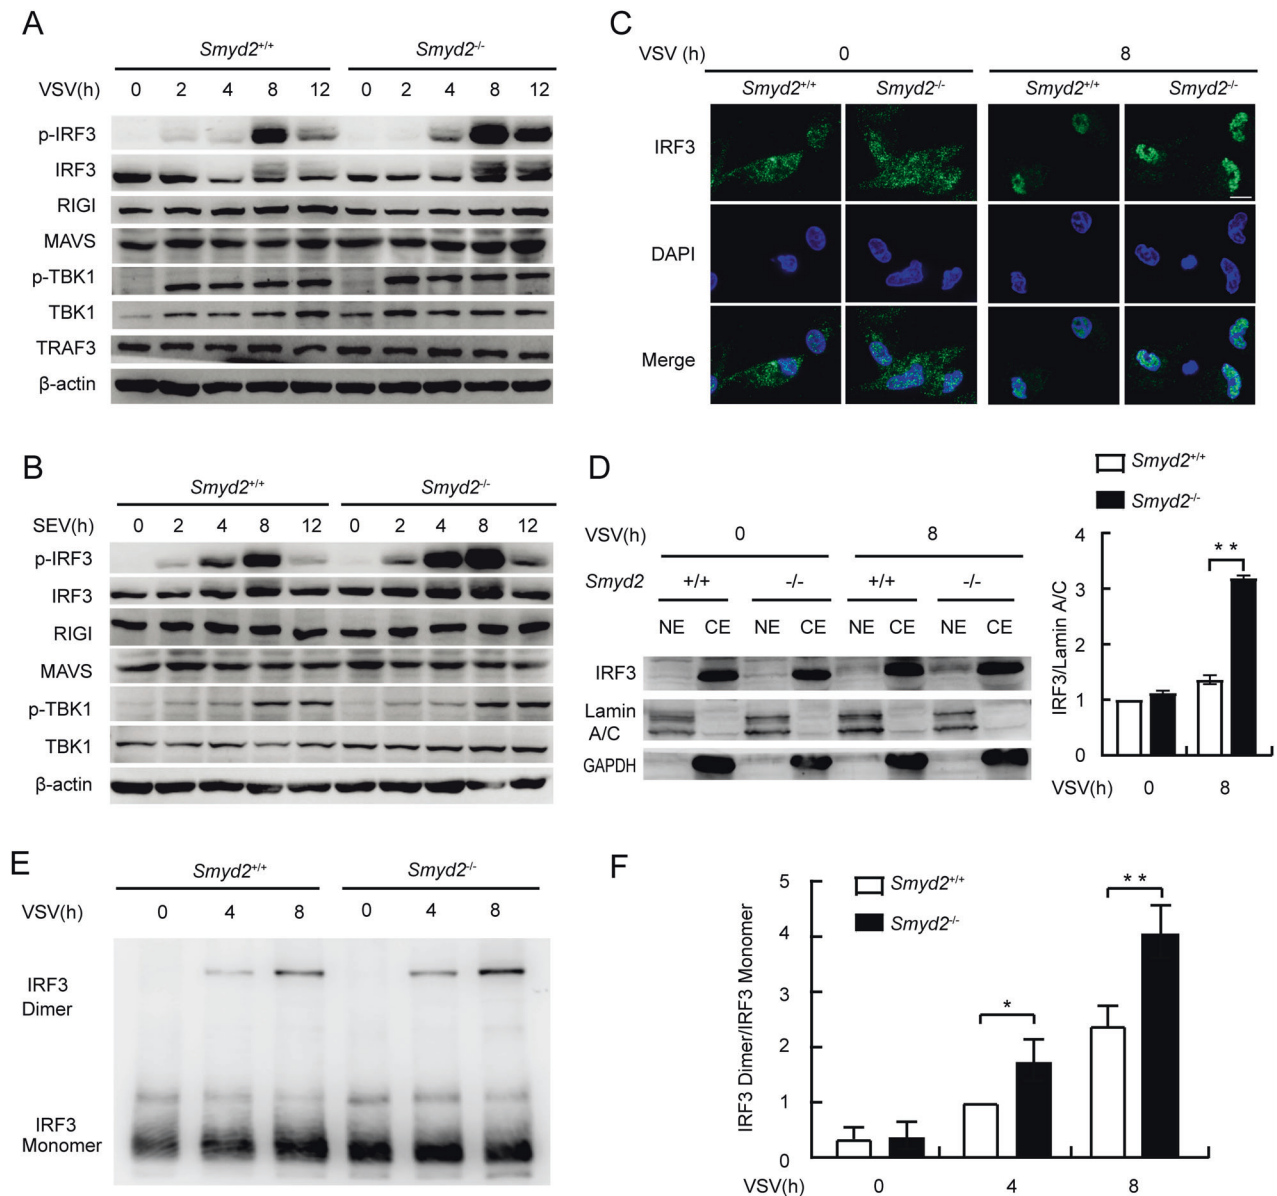 A
Smyd2+/+ Smyd2-/-
VSV(h) 0 2 4 8 12 0 2 4 8 12
p-IRF3
IRF3
RIGI
MAVS
p-TBK1
TBK1
TRAF3
β-actin
B
Smyd2+/+ Smyd2-/-
SEV(h) 0 2 4 8 12 0 2 4 8 12
p-IRF3
IRF3
RIGI
MAVS
p-TBK1
TBK1
β-actin
C
VSV (h) 0 8
Smyd2+/+ Smyd2-/- Smyd2+/+ Smyd2-/-
IRF3
DAPI
Merge
D
VSV(h) 0 8
Smyd2 +/+ -/- +/+ -/-
NE CE NE CE NE CE NE CE
IRF3
Lamin
A/C
GAPDH
Smyd2+/+
Smyd2-/-
IRF3/Lamin A/C
4
3
2
1
0
* *
VSV(h) 0 8
E
Smyd2+/+ Smyd2-/-
VSV(h) 0 4 8 0 4 8
IRF3
Dimer
IRF3
Monomer
F
Smyd2+/+
Smyd2-/-
IRF3 Dimer/IRF3 Monomer
5
4
3
2
1
0
*
* *
VSV(h) 0 4 8